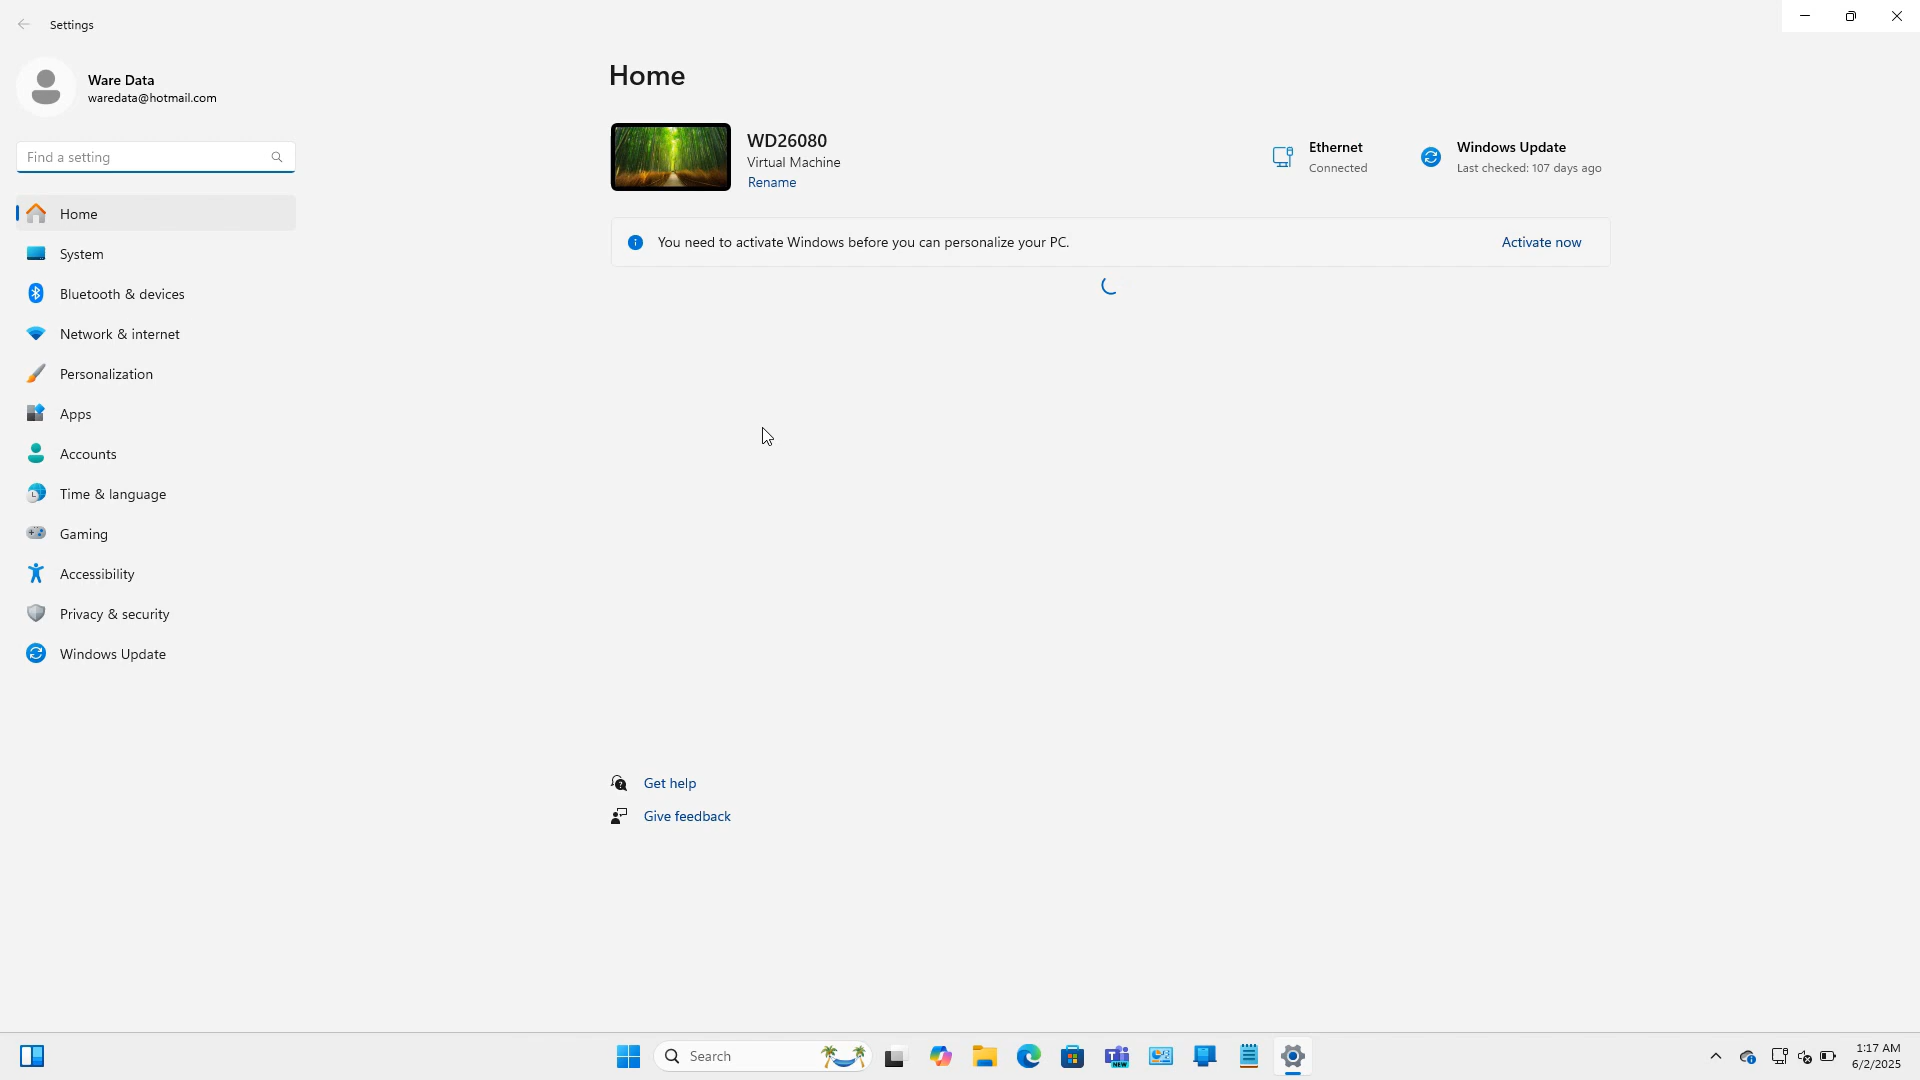 Settings
Ware Data
waredata@hotmail.com
Find a setting
Home
System
Bluetooth & devices
Network & internet
Personalization
Apps
Accounts
Time & language
Gaming
Accessibility
Privacy & security
Windows Update
Home
WD26080
Virtual Machine
Rename
Ethernet
Connected
Windows Update
Last checked: 107 days ago
You need to activate Windows before you can personalize your PC.
Activate now
Get help
Give feedback
Search
NEW
1:17 AM
6/2/2025